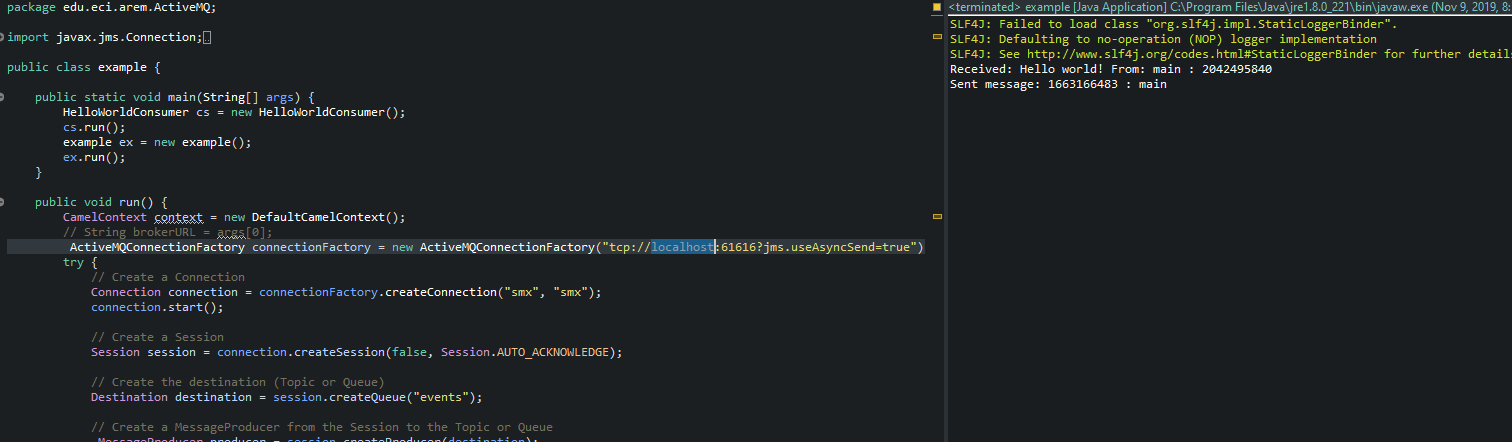 package edu.eci.arem.ActiveMQ;
import javax.jms.Connection;
public class example {
public static void main(String[] args) {
HelloWorldConsumer cs = new HelloWorldConsumer();
cs.run();
example ex = new example();
ex.run();
}
public void run() {
CamelContext context = new DefaultCamelContext();
// String brokerURL = args[0];
ActiveMQConnectionFactory connectionFactory = new ActiveMQConnectionFactory("tcp://localhost:61616?jms.useAsyncSend=true")
try {
// Create a Connection
Connection connection = connectionFactory.createConnection("smx", "smx");
connection.start();
// Create a Session
Session session = connection.createSession(false, Session.AUTO_ACKNOWLEDGE);
// Create the destination (Topic or Queue)
Destination destination = session.createQueue("events");
// Create a MessageProducer from the Session to the Topic or Queue
MessageProducer producer = session.createProducer(destination);
<terminated> example [Java Application] C:\Program Files\Java\jre1.8.0_221\bin\javaw.exe (Nov 9, 2019, 8:
SLF4J: Failed to load class "org.slf4j.impl.StaticLoggerBinder".
SLF4J: Defaulting to no-operation (NOP) logger implementation
SLF4J: See http://www.slf4j.org/codes.html#StaticLoggerBinder for further details
Received: Hello world! From: main : 2042495840
Sent message: 1663166483 : main